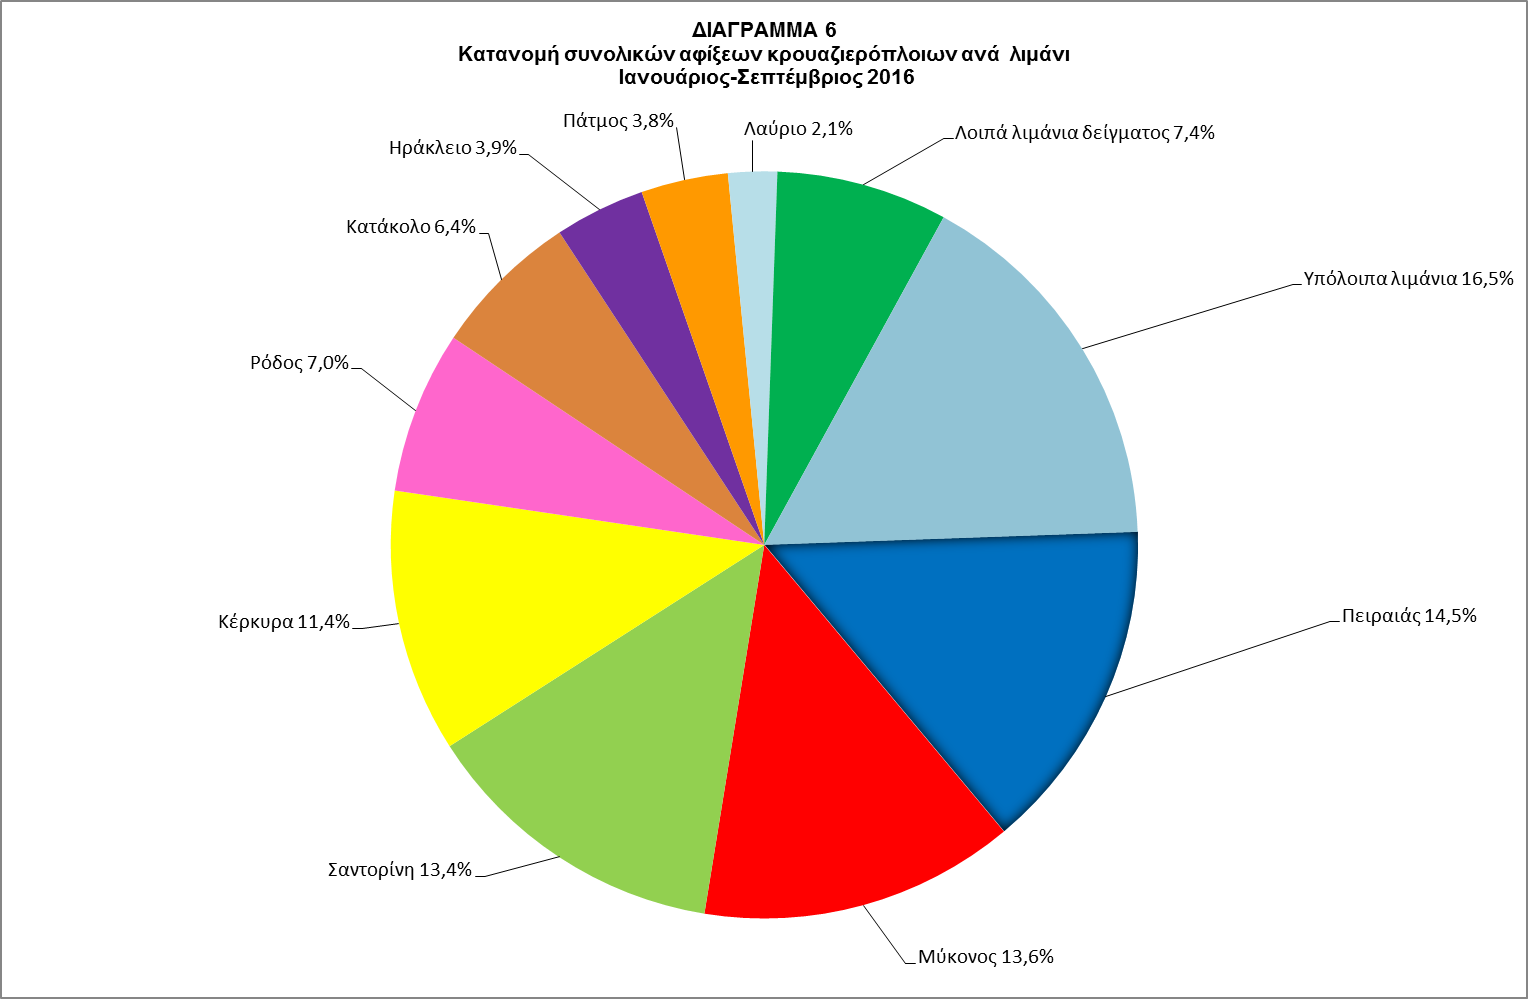 ΔΙΑΓΡΑΜΜΑ 6
Κατανομή συνολικών αφίξεων κρουαζιερόπλοιων ανά λιμάνι
Ιανουάριος-Σεπτέμβριος 2016
Πάτμος 3,8%
Λαύριο 2,1%
Λοιπά λιμάνια δείγματος 7,4%
Ηράκλειο 3,9%
Κατάκολο 6,4%
Υπόλοιπα λιμάνια 16,5%
Ρόδος 7,0%
Πειραιάς 14,5%
Κέρκυρα 11,4%
Σαντορίνη 13,4%
Μύκονος 13,6%